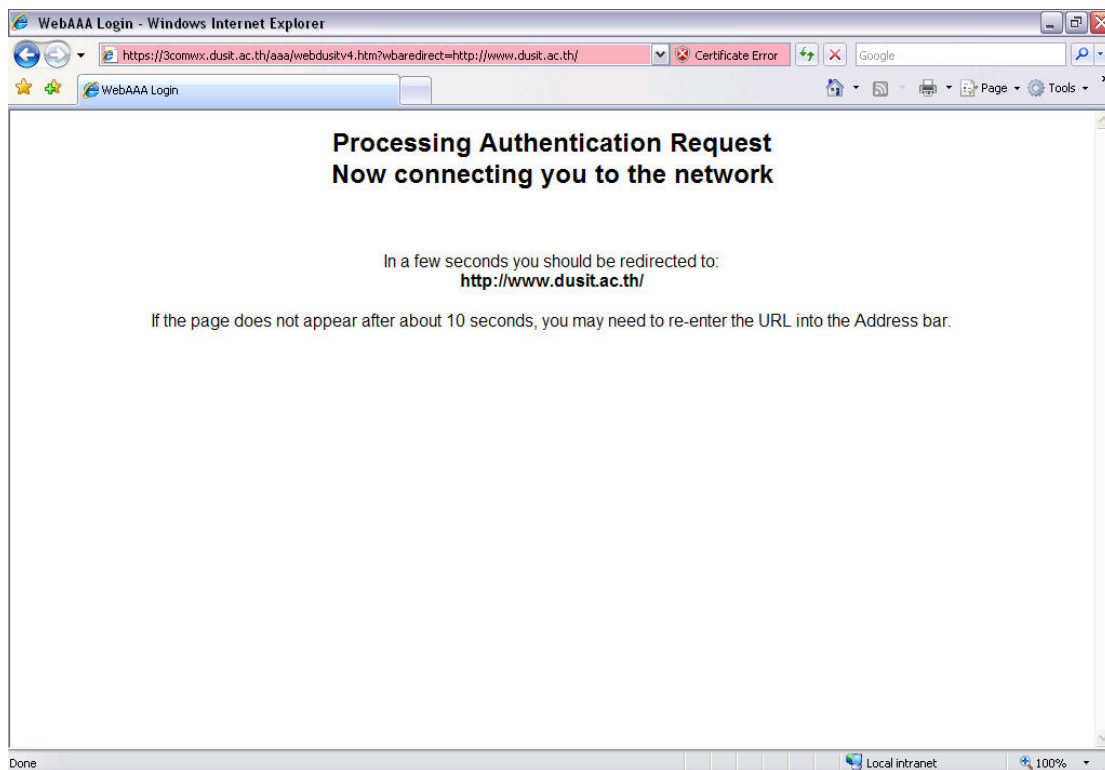 WebAAA Login - Windows Internet Explorer
https://3comwx.dusit.ac.th/aaa/webdusitv4.htm?wbaredirect=http://www.dusit.ac.th/ Certificate Error Google
WebAAA Login Page Tools
Processing Authentication Request
Now connecting you to the network
In a few seconds you should be redirected to:
http://www.dusit.ac.th/
If the page does not appear after about 10 seconds, you may need to re-enter the URL into the Address bar.
Done Local intranet 100%